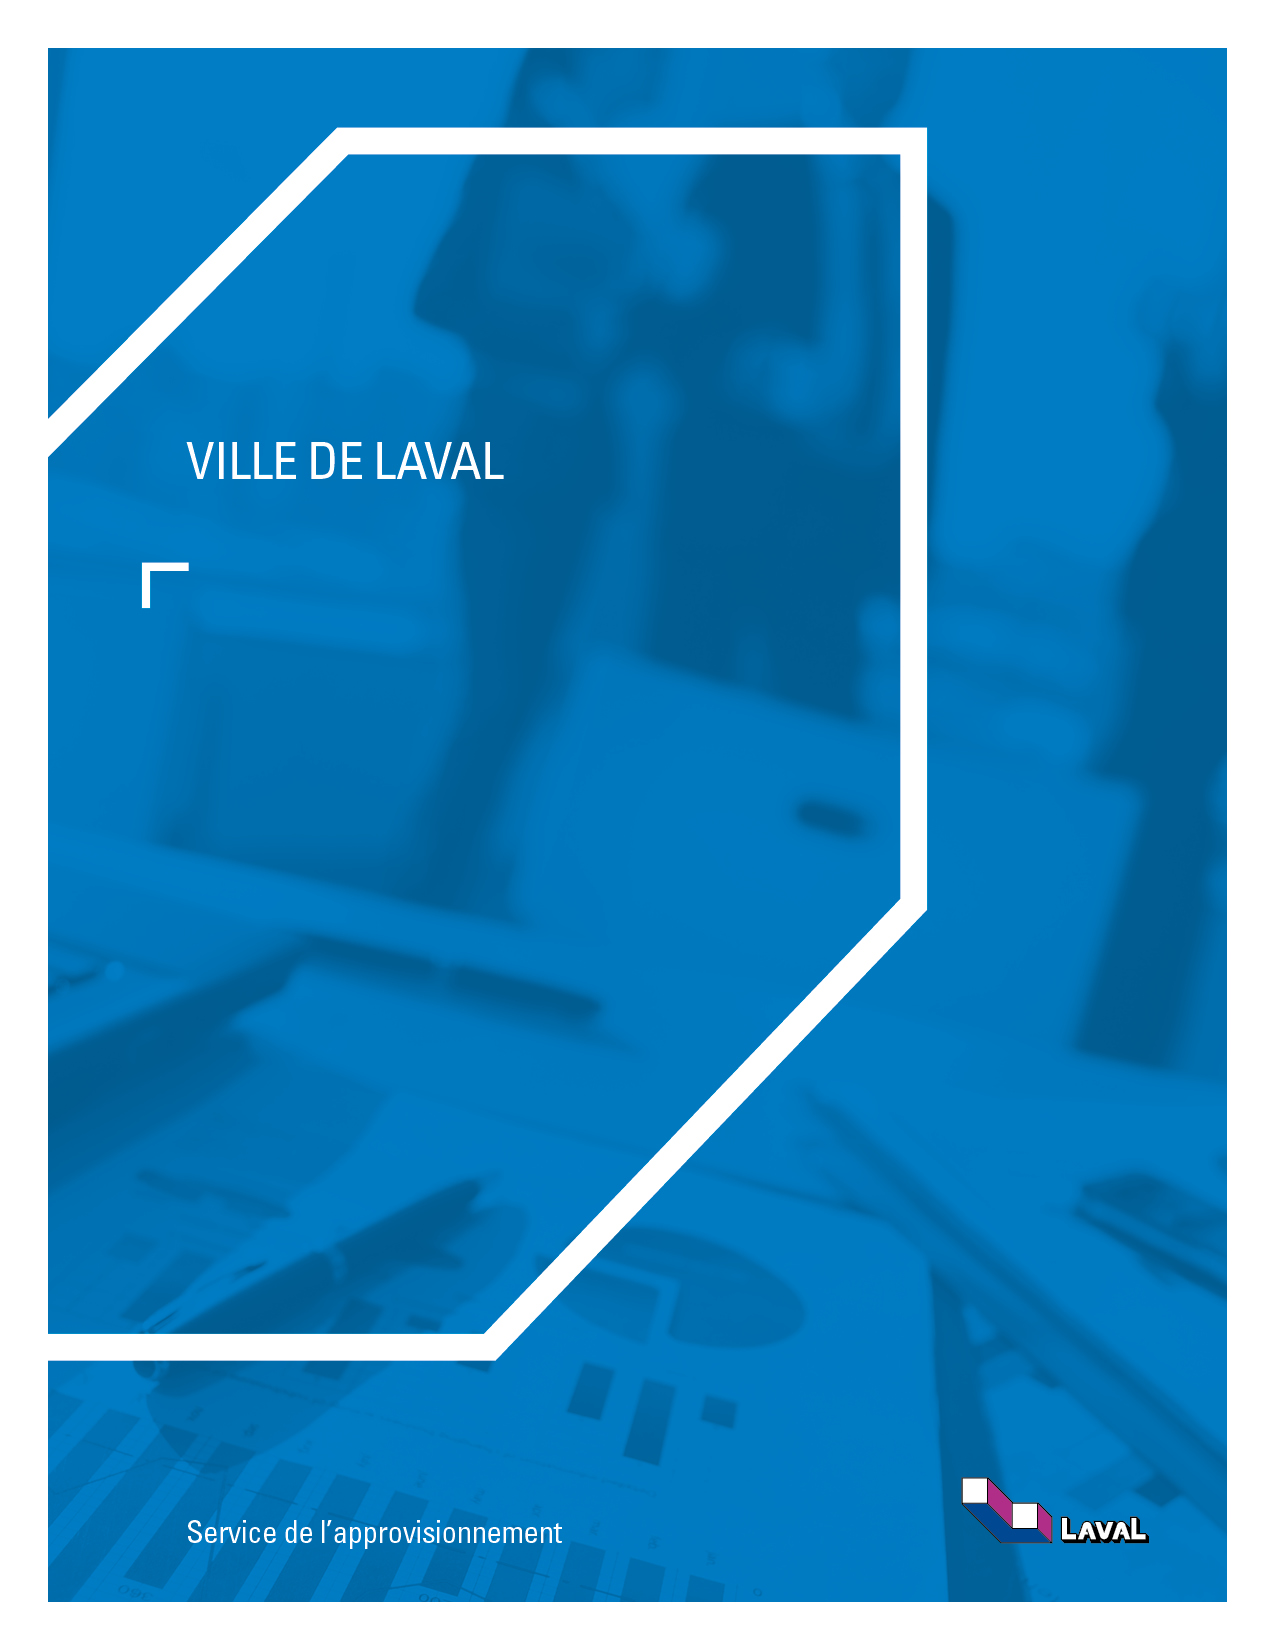 VILLE DE LAVAL
Service de l’approvisionnement
LAVAL